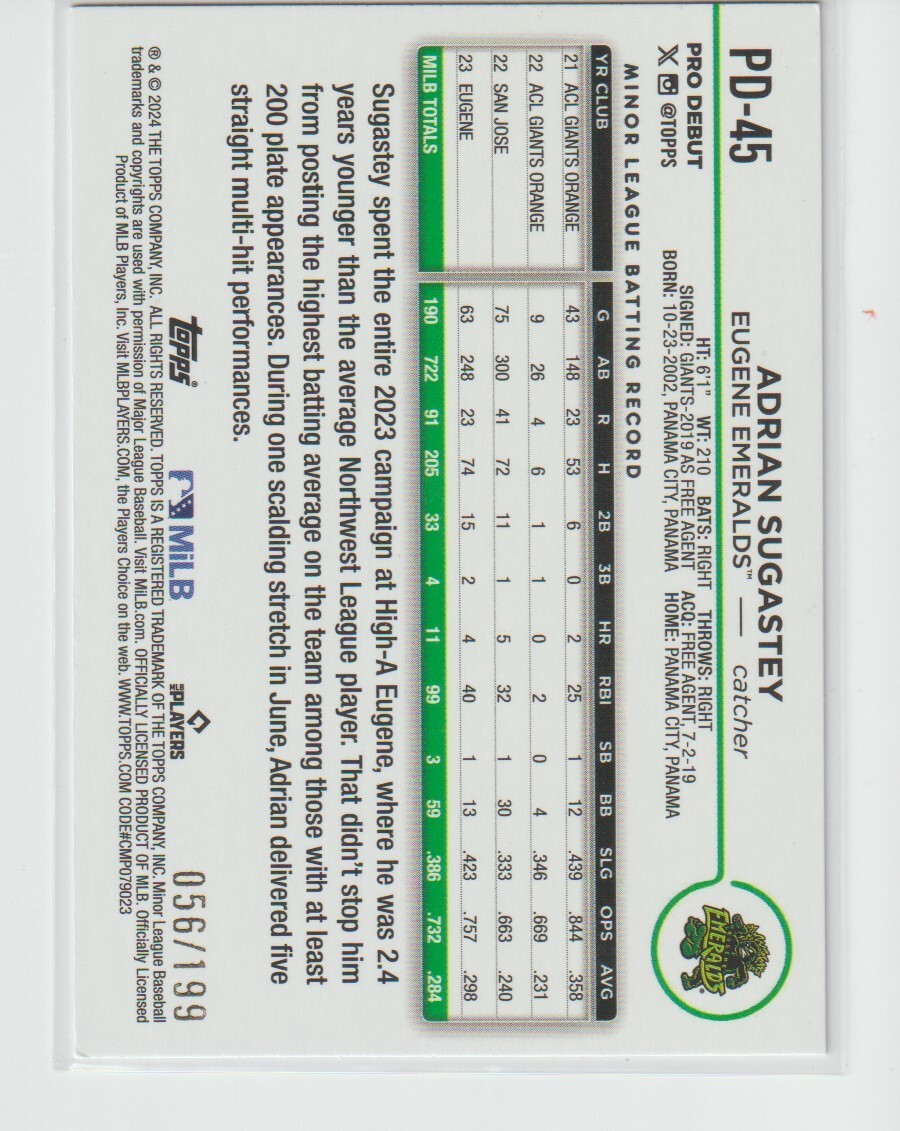 PD-45
PRO DEBUT
X @TOPPS
ADRIAN SUGASTEY
EUGENE EMERALDS™ — catcher
HT: 6'1" WT: 210 BATS: RIGHT THROWS: RIGHT
SIGNED: GIANTS-2019 AS FREE AGENT ACQ: FREE AGENT, 7-2-19
BORN: 10-23-2002, PANAMA CITY, PANAMA HOME: PANAMA CITY, PANAMA
EMERALDS
MINOR LEAGUE BATTING RECORD
YR CLUB G AB R H 2B 3B HR RBI SB BB SLG OPS AVG
21 ACL GIANTS ORANGE 43 148 23 53 6 0 2 25 1 12 .439 .844 .358
22 ACL GIANTS ORANGE 9 26 4 6 1 1 0 2 0 4 .346 .669 .231
22 SAN JOSE 75 300 41 72 11 1 5 32 1 30 .333 .663 .240
23 EUGENE 63 248 23 74 15 2 4 40 1 13 .423 .757 .298
MILB TOTALS 190 722 91 205 33 4 11 99 3 59 .386 .732 .284
Sugastey spent the entire 2023 campaign at High-A Eugene, where he was 2.4
years younger than the average Northwest League player. That didn't stop him
from posting the highest batting average on the team among those with at least
200 plate appearances. During one scalding stretch in June, Adrian delivered five
straight multi-hit performances.
topps®
MiLB
MLB PLAYERS
056/199
® & © 2024 THE TOPPS COMPANY, INC. ALL RIGHTS RESERVED. TOPPS IS A REGISTERED TRADEMARK OF THE TOPPS COMPANY, INC. Minor League Baseball
trademarks and copyrights are used with permission of Major League Baseball. Visit MiLB.com. OFFICIALLY LICENSED PRODUCT OF MLB. Officially Licensed
Product of MLB Players, Inc. Visit MLBPLAYERS.COM, the Players Choice on the web. WWW.TOPPS.COM CODE#CMP079023